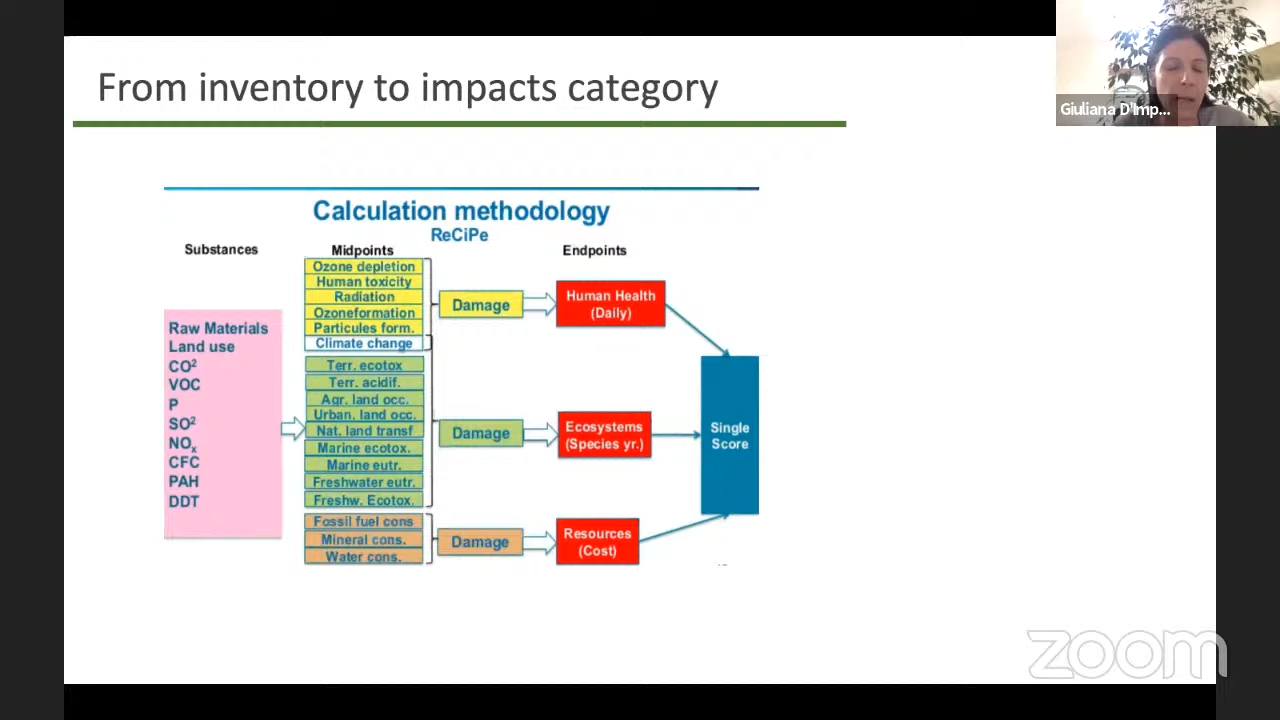 From inventory to impacts category
Giuliana D'Imp...
Calculation methodology
ReCiPe
Substances
Midpoints
Endpoints
Raw Materials
Land use
CO²
VOC
P
SO²
NOx
CFC
PAH
DDT
Ozone depletion
Human toxicity
Radiation
Ozoneformation
Particules form.
Climate change
Terr. ecotox
Terr. acidif.
Agr. land occ.
Urban. land occ.
Nat. land transf
Marine ecotox.
Marine eutr.
Freshwater eutr.
Freshw. Ecotox.
Fossil fuel cons
Mineral cons.
Water cons.
Damage
Damage
Damage
Human Health
(Daily)
Ecosystems
(Species yr.)
Resources
(Cost)
Single
Score
zoom